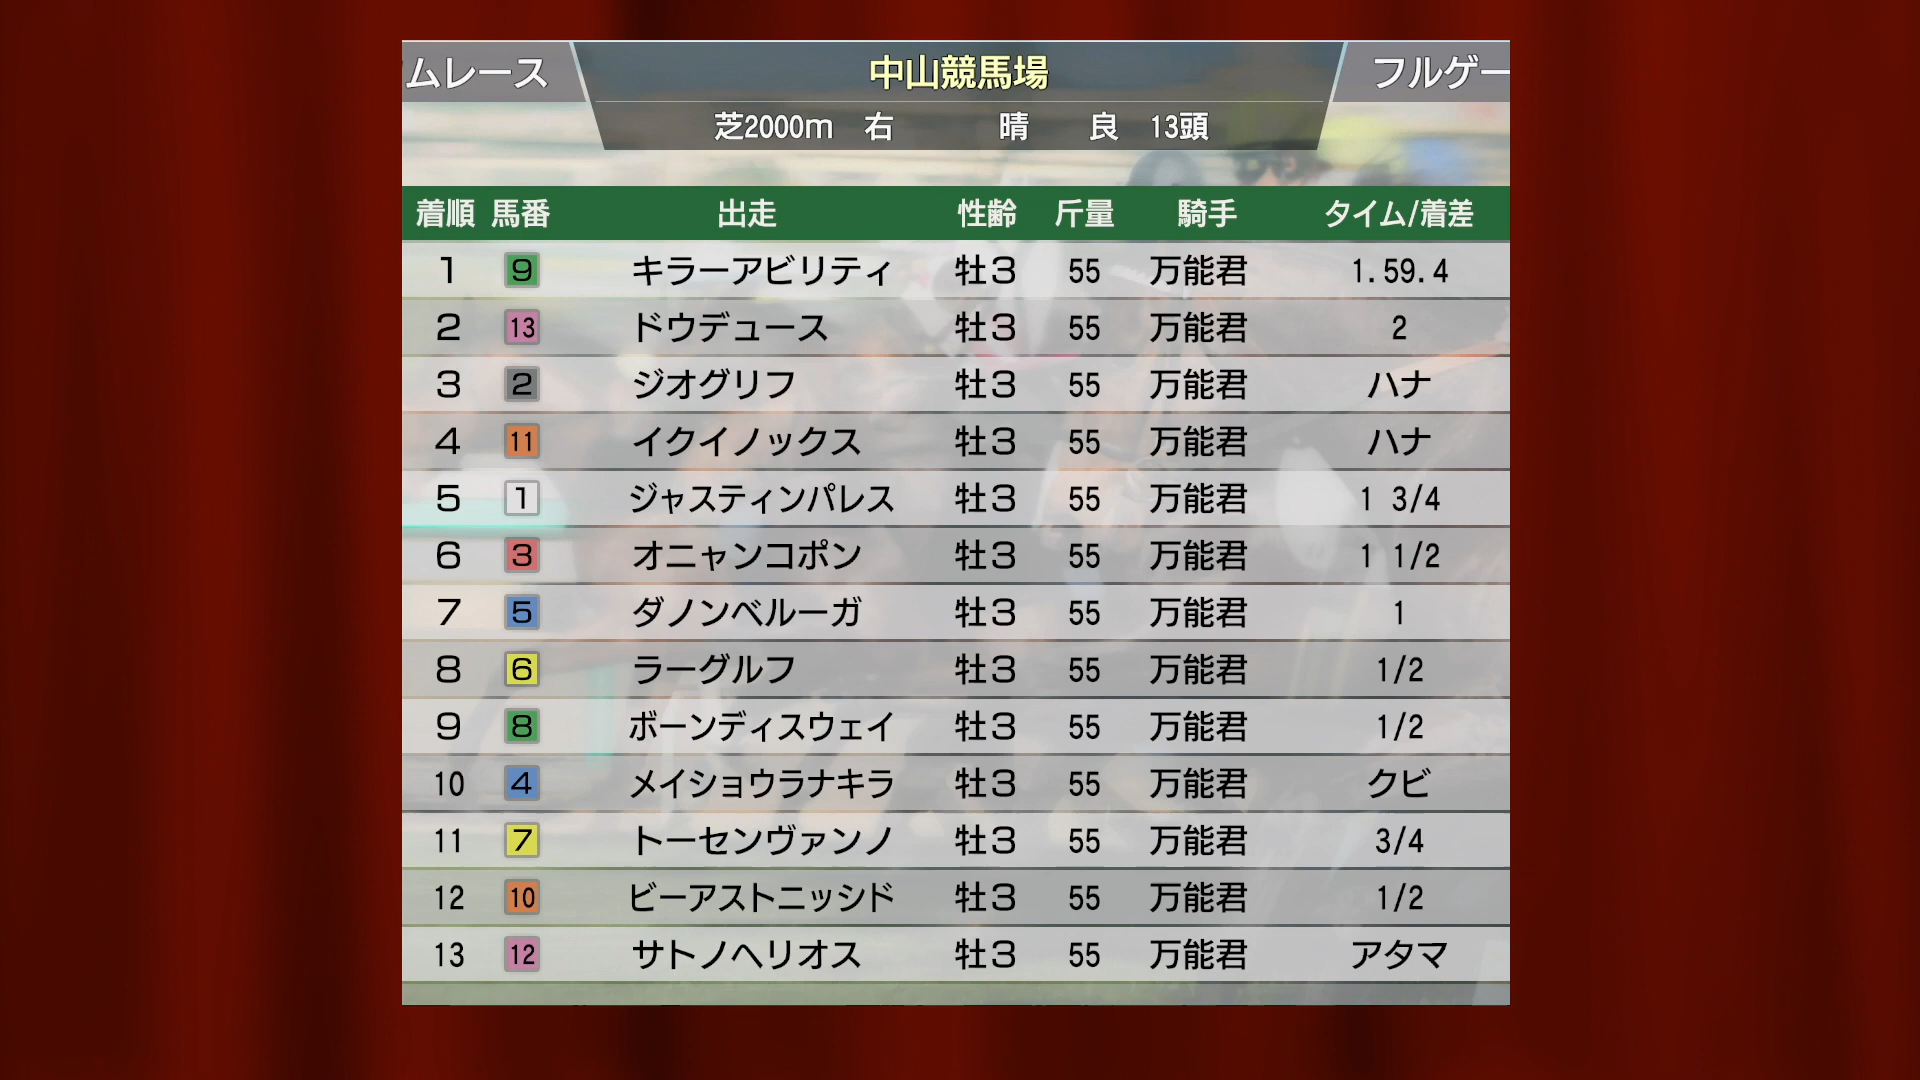 ムレース 中山競馬場 フルゲー
芝2000m 右 晴 良 13頭
着順 馬番 出走 性齢 斤量 騎手 タイム/着差
1 9 キラーアビリティ 牡3 55 万能君 1.59.4
2 13 ドウデュース 牡3 55 万能君 2
3 2 ジオグリフ 牡3 55 万能君 ハナ
4 11 イクイノックス 牡3 55 万能君 ハナ
5 1 ジャスティンパレス 牡3 55 万能君 1 3/4
6 3 オニャンコポン 牡3 55 万能君 1 1/2
7 5 ダノンベルーガ 牡3 55 万能君 1
8 6 ラーグルフ 牡3 55 万能君 1/2
9 8 ボーンディスウェイ 牡3 55 万能君 1/2
10 4 メイショウラナキラ 牡3 55 万能君 クビ
11 7 トーセンヴァンノ 牡3 55 万能君 3/4
12 10 ビーアストニッシド 牡3 55 万能君 1/2
13 12 サトノヘリオス 牡3 55 万能君 アタマ